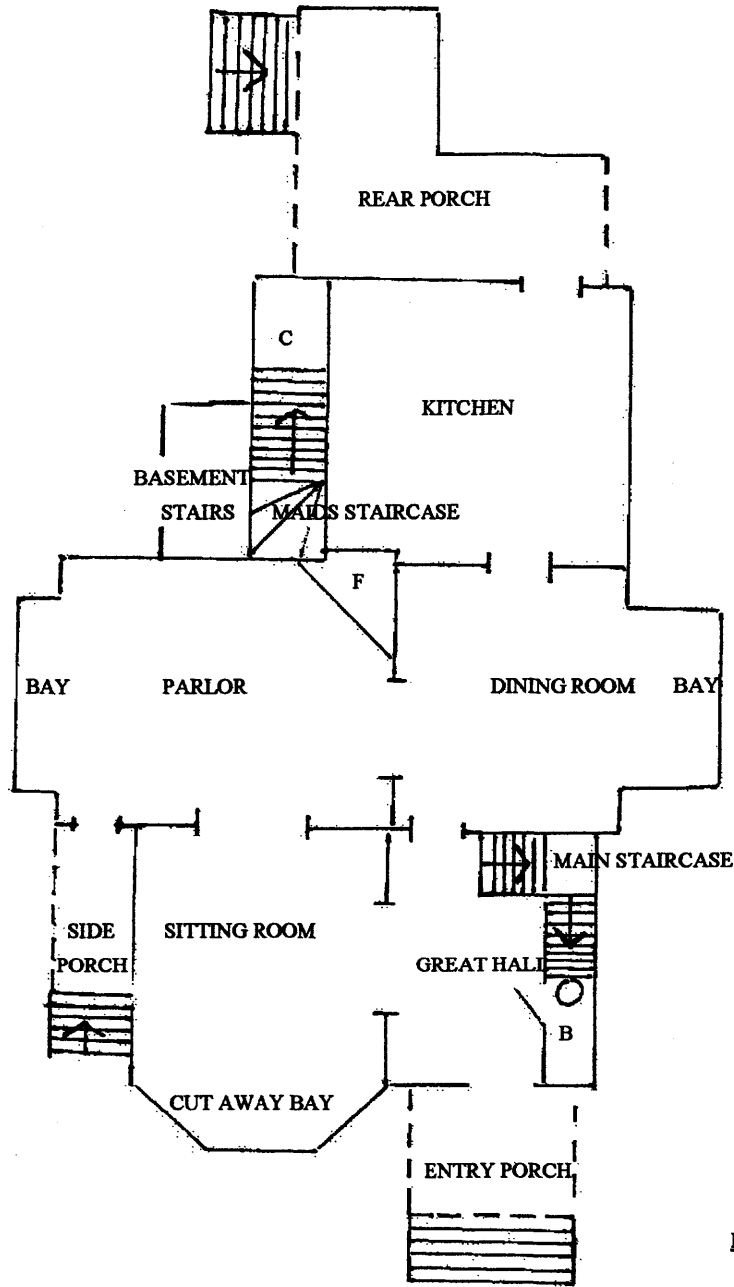 REAR PORCH
C
KITCHEN
BASEMENT
STAIRS
MAIDS STAIRCASE
F
BAY
PARLOR
DINING ROOM
BAY
MAIN STAIRCASE
SIDE
PORCH
SITTING ROOM
GREAT HALL
B
CUT AWAY BAY
ENTRY PORCH